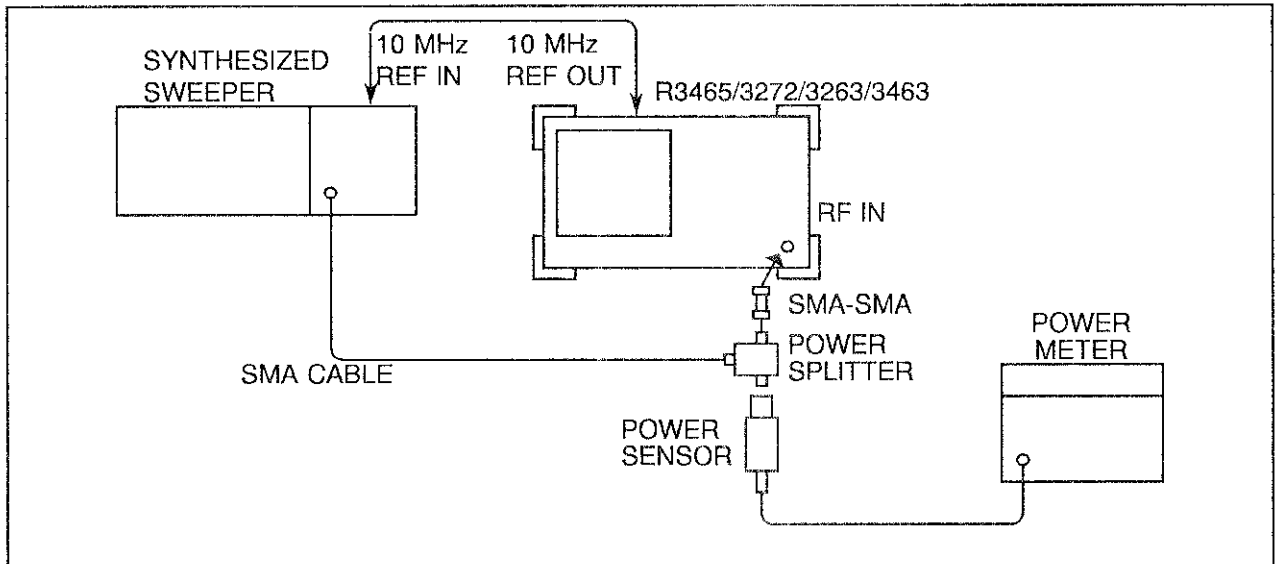 SYNTHESIZED
SWEEPER
10 MHz
REF IN
10 MHz
REF OUT
R3465/3272/3263/3463
RF IN
SMA-SMA
POWER
SPLITTER
SMA CABLE
POWER
SENSOR
POWER
METER